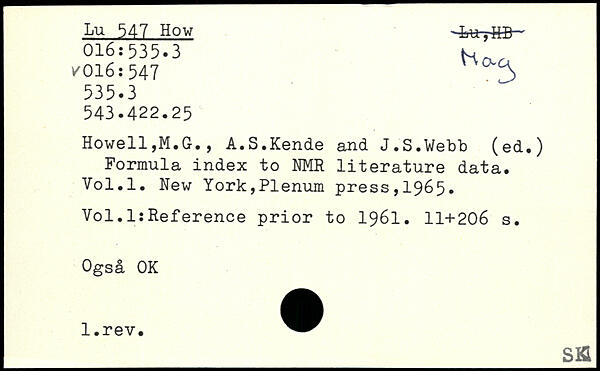 Lu 547 How
Lu,HB
016:535.3
Mag
v016:547
535.3
543.422.25
Howell,M.G., A.S.Kende and J.S.Webb (ed.)
Formula index to NMR literature data.
Vol.1. New York,Plenum press,1965.
Vol.1:Reference prior to 1961. 11+206 s.
Også OK
1.rev.
SK